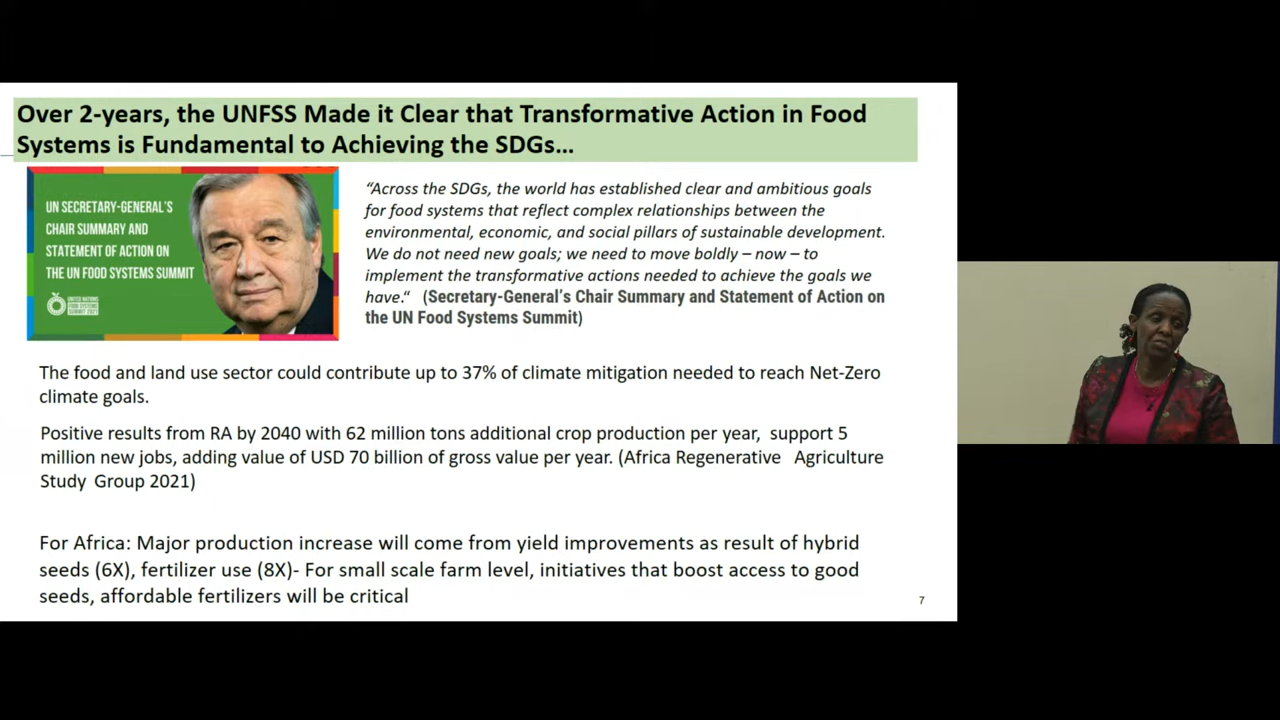 Over 2-years, the UNFSS Made it Clear that Transformative Action in Food
Systems is Fundamental to Achieving the SDGs…
UN SECRETARY-GENERAL'S
CHAIR SUMMARY AND
STATEMENT OF ACTION ON
THE UN FOOD SYSTEMS SUMMIT
UNITED NATIONS
FOOD SYSTEMS
SUMMIT 2021
“Across the SDGs, the world has established clear and ambitious goals
for food systems that reflect complex relationships between the
environmental, economic, and social pillars of sustainable development.
We do not need new goals; we need to move boldly – now – to
implement the transformative actions needed to achieve the goals we
have.“ (Secretary-General’s Chair Summary and Statement of Action on
the UN Food Systems Summit)
The food and land use sector could contribute up to 37% of climate mitigation needed to reach Net-Zero
climate goals.
Positive results from RA by 2040 with 62 million tons additional crop production per year, support 5
million new jobs, adding value of USD 70 billion of gross value per year. (Africa Regenerative Agriculture
Study Group 2021)
For Africa: Major production increase will come from yield improvements as result of hybrid
seeds (6X), fertilizer use (8X)- For small scale farm level, initiatives that boost access to good
seeds, affordable fertilizers will be critical
7